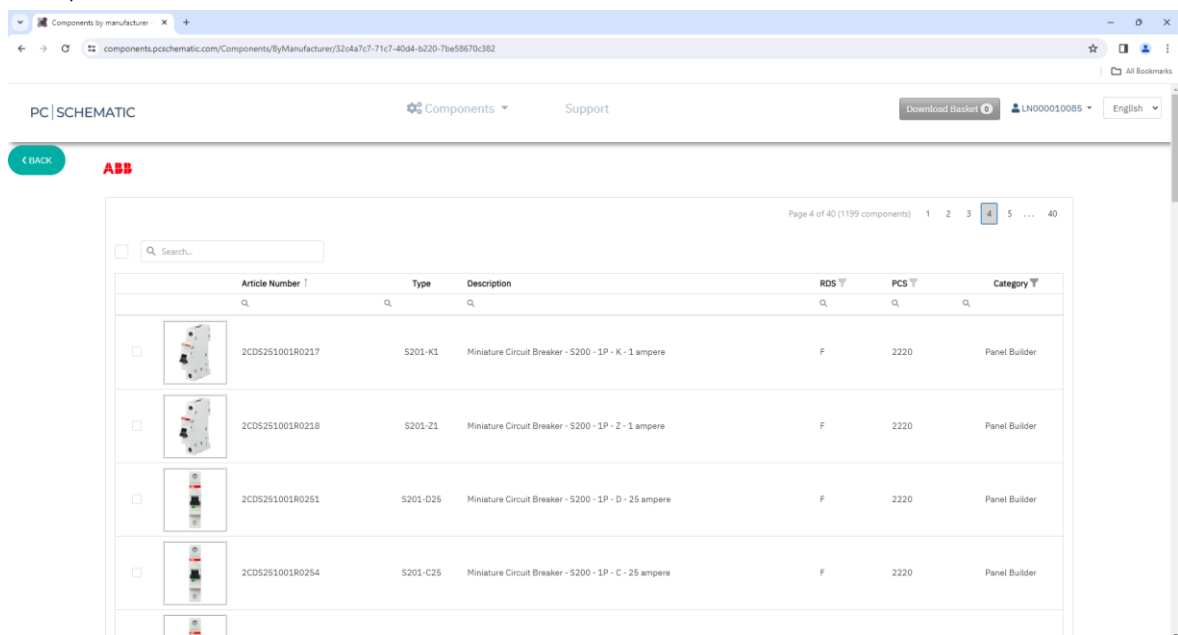 Components by manufacturer
components.pcschematic.com/Components/ByManufacturer/32c4a7c7-71c7-40d4-b220-7be58670c382
All Bookmarks
PC|SCHEMATIC Components Support Download Basket 0 LN000010085 English
BACK
ABB
Page 4 of 40 (1199 components) 1 2 3 4 5 ... 40
Search...
Article Number Type Description RDS PCS Category
2CDS251001R0217 S201-K1 Miniature Circuit Breaker - S200 - 1P - K - 1 ampere F 2220 Panel Builder
2CDS251001R0218 S201-Z1 Miniature Circuit Breaker - S200 - 1P - Z - 1 ampere F 2220 Panel Builder
2CDS251001R0251 S201-D25 Miniature Circuit Breaker - S200 - 1P - D - 25 ampere F 2220 Panel Builder
2CDS251001R0254 S201-C25 Miniature Circuit Breaker - S200 - 1P - C - 25 ampere F 2220 Panel Builder